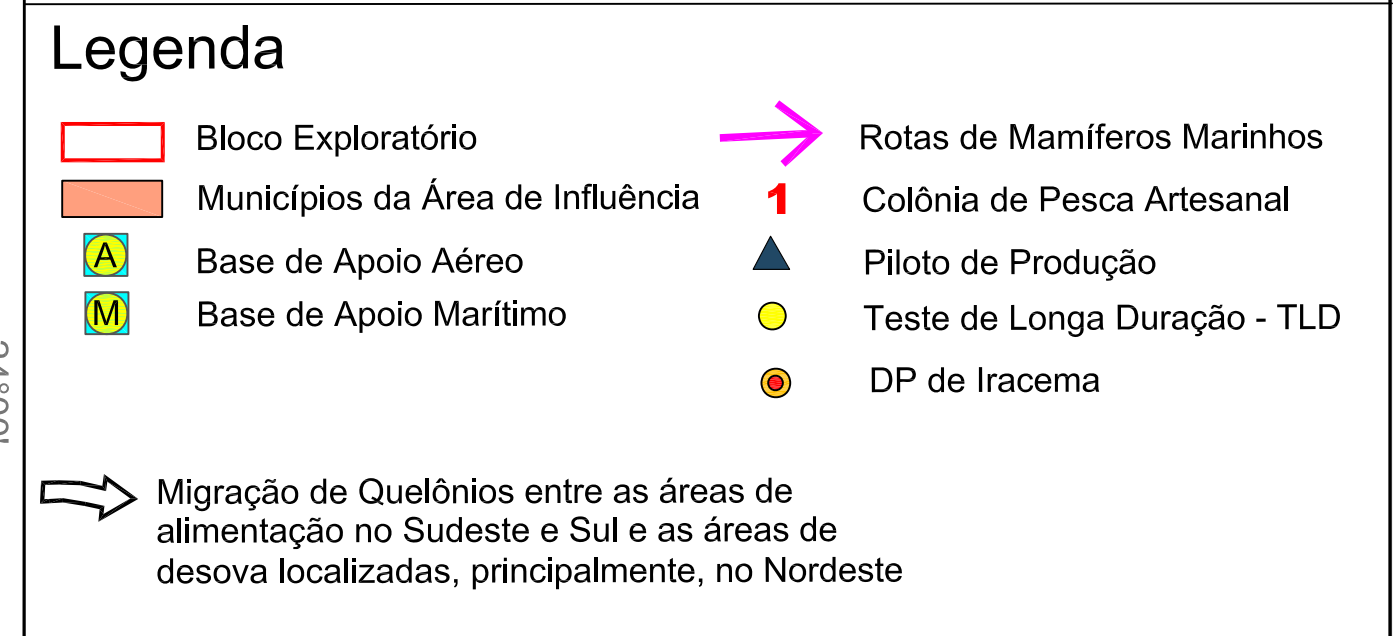 Legenda
Bloco Exploratório
Municípios da Área de Influência
A Base de Apoio Aéreo
M Base de Apoio Marítimo
Rotas de Mamíferos Marinhos
1 Colônia de Pesca Artesanal
Piloto de Produção
Teste de Longa Duração - TLD
DP de Iracema
Migração de Quelônios entre as áreas de
alimentação no Sudeste e Sul e as áreas de
desova localizadas, principalmente, no Nordeste